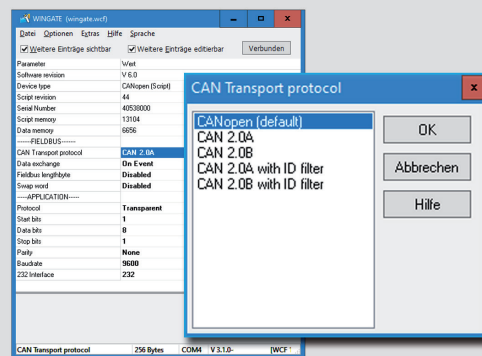 WINGATE (wingate.wcf)
Datei Optionen Extras Hilfe Sprache
Weitere Einträge sichtbar Weitere Einträge editierbar Verbunden
Parameter Wert
Software revision V 6.0
Device type CANopen (Script)
Script revision 44
Serial Number 40538000
Script memory 13104
Data memory 6656
------FIELDBUS------
CAN Transport protocol CAN 2.0A
Data exchange On Event
Fieldbus lengthbyte Disabled
Swap word Disabled
-----APPLICATION-----
Protocol Transparent
Start bits 1
Data bits 8
Stop bits 1
Parity None
Baudrate 9600
232 Interface 232
CAN Transport protocol 256 Bytes COM4 V 3.1.0- [WCF
CAN Transport protocol x
CANopen (default)
CAN 2.0A
CAN 2.0B
CAN 2.0A with ID filter
CAN 2.0B with ID filter
OK
Abbrechen
Hilfe